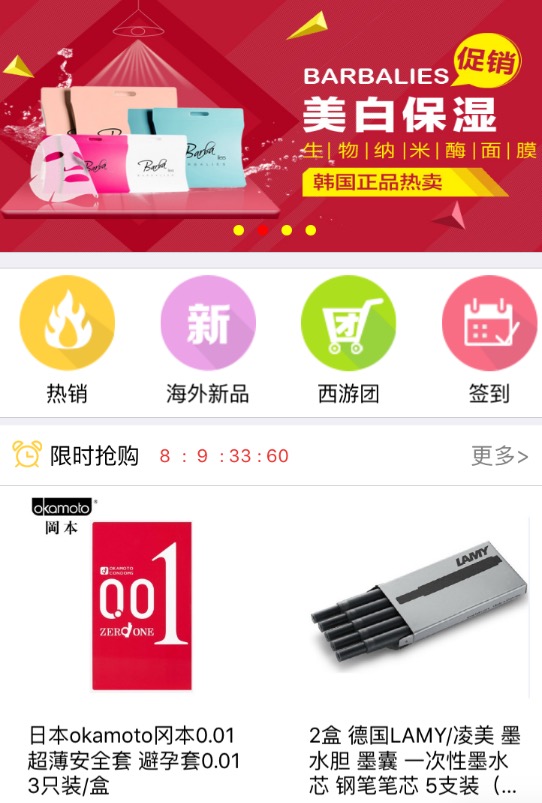 促销
BARBALIES
美白保湿
生|物|纳|米|酶|面|膜
韩国正品热卖
Barba
Barba
Barba
新
团
热销
海外新品
西游团
签到
限时抢购
8 : 9 :33:60
更多>
okamoto®
岡本
OKAMOTO
CONDOMS
0.01
ZERO ONE
LAMY
日本okamoto冈本0.01
超薄安全套 避孕套0.01
3只装/盒
2盒 德国LAMY/凌美 墨
水胆 墨囊 一次性墨水
芯 钢笔笔芯 5支装（...